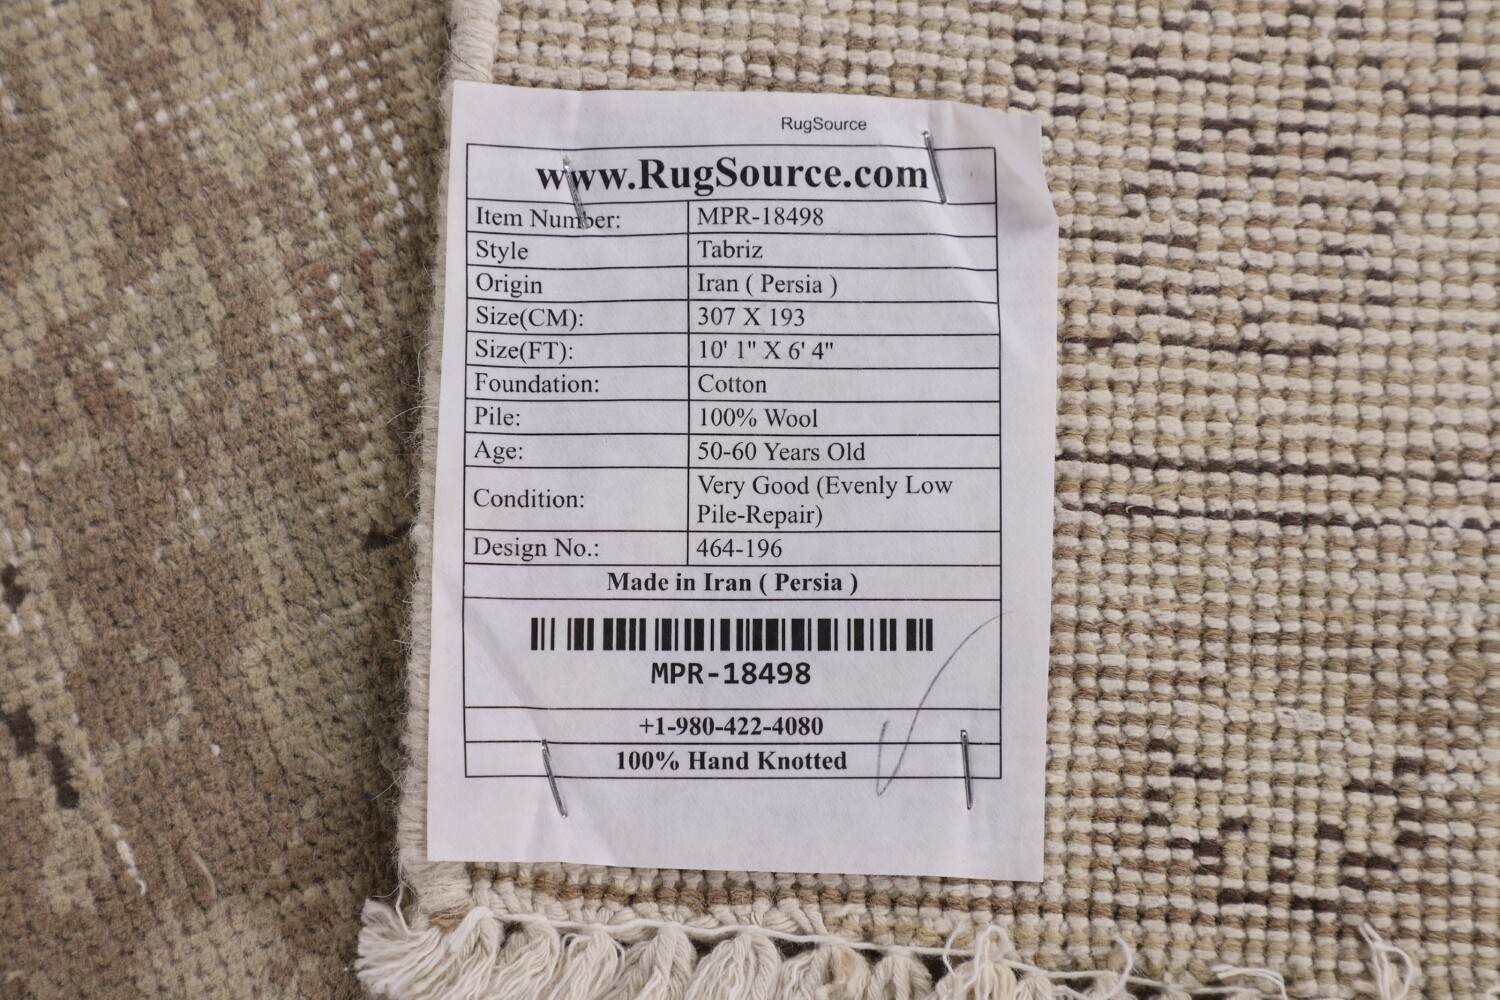 RugSource
www.RugSource.com
Item Number: MPR-18498
Style Tabriz
Origin Iran ( Persia )
Size(CM): 307 X 193
Size(FT): 10' 1" X 6' 4"
Foundation: Cotton
Pile: 100% Wool
Age: 50-60 Years Old
Condition: Very Good (Evenly Low
Pile-Repair)
Design No.: 464-196
Made in Iran ( Persia )
MPR-18498
+1-980-422-4080
100% Hand Knotted